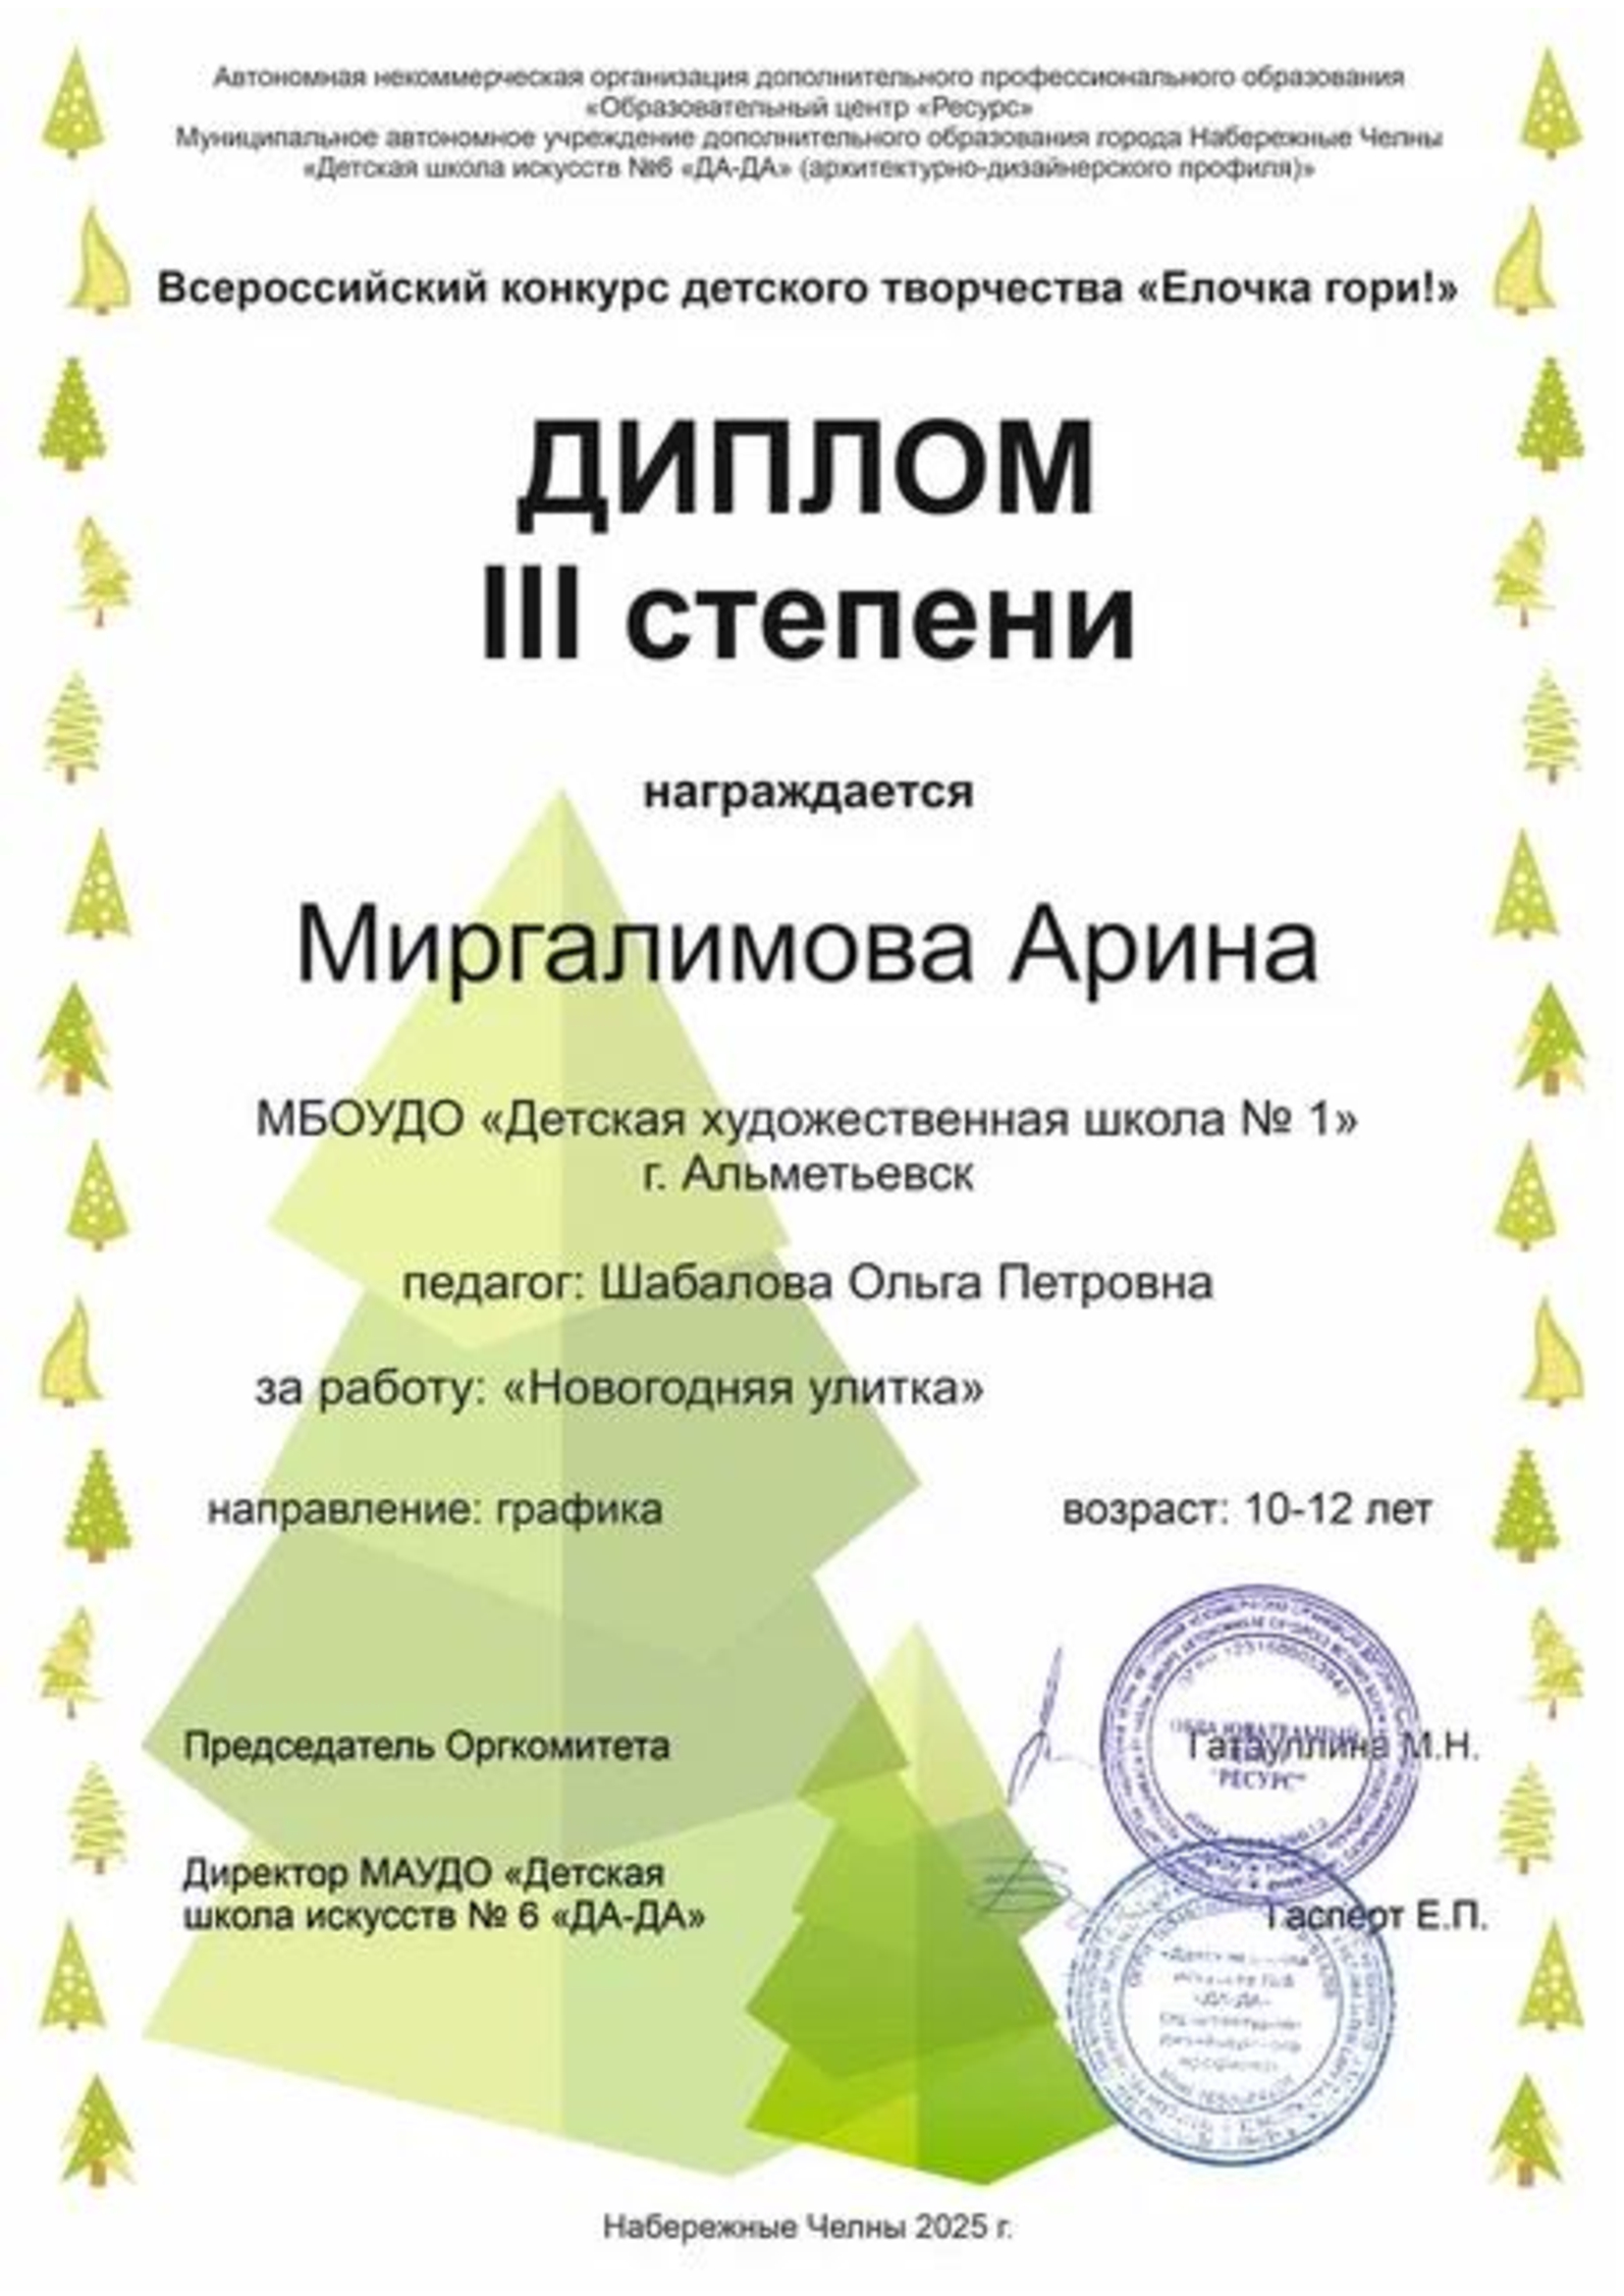 Автономная некоммерческая организация дополнительного профессионального образования
«Образовательный центр «Ресурс»
Муниципальное автономное учреждение дополнительного образования города Набережные Челны
«Детская школа искусств №6 «ДА-ДА» (архитектурно-дизайнерского профиля)»
Всероссийский конкурс детского творчества «Елочка гори!»
ДИПЛОМ
III степени
награждается
Миргалимова Арина
МБОУДО «Детская художественная школа № 1»
г. Альметьевск
педагог: Шабалова Ольга Петровна
за работу: «Новогодняя улитка»
направление: графика
возраст: 10-12 лет
Председатель Оргкомитета
Гатауллина М.Н.
"РЕСУРС"
Директор МАУДО «Детская
школа искусств № 6 «ДА-ДА»
Гасперт Е.П.
Набережные Челны 2025 г.